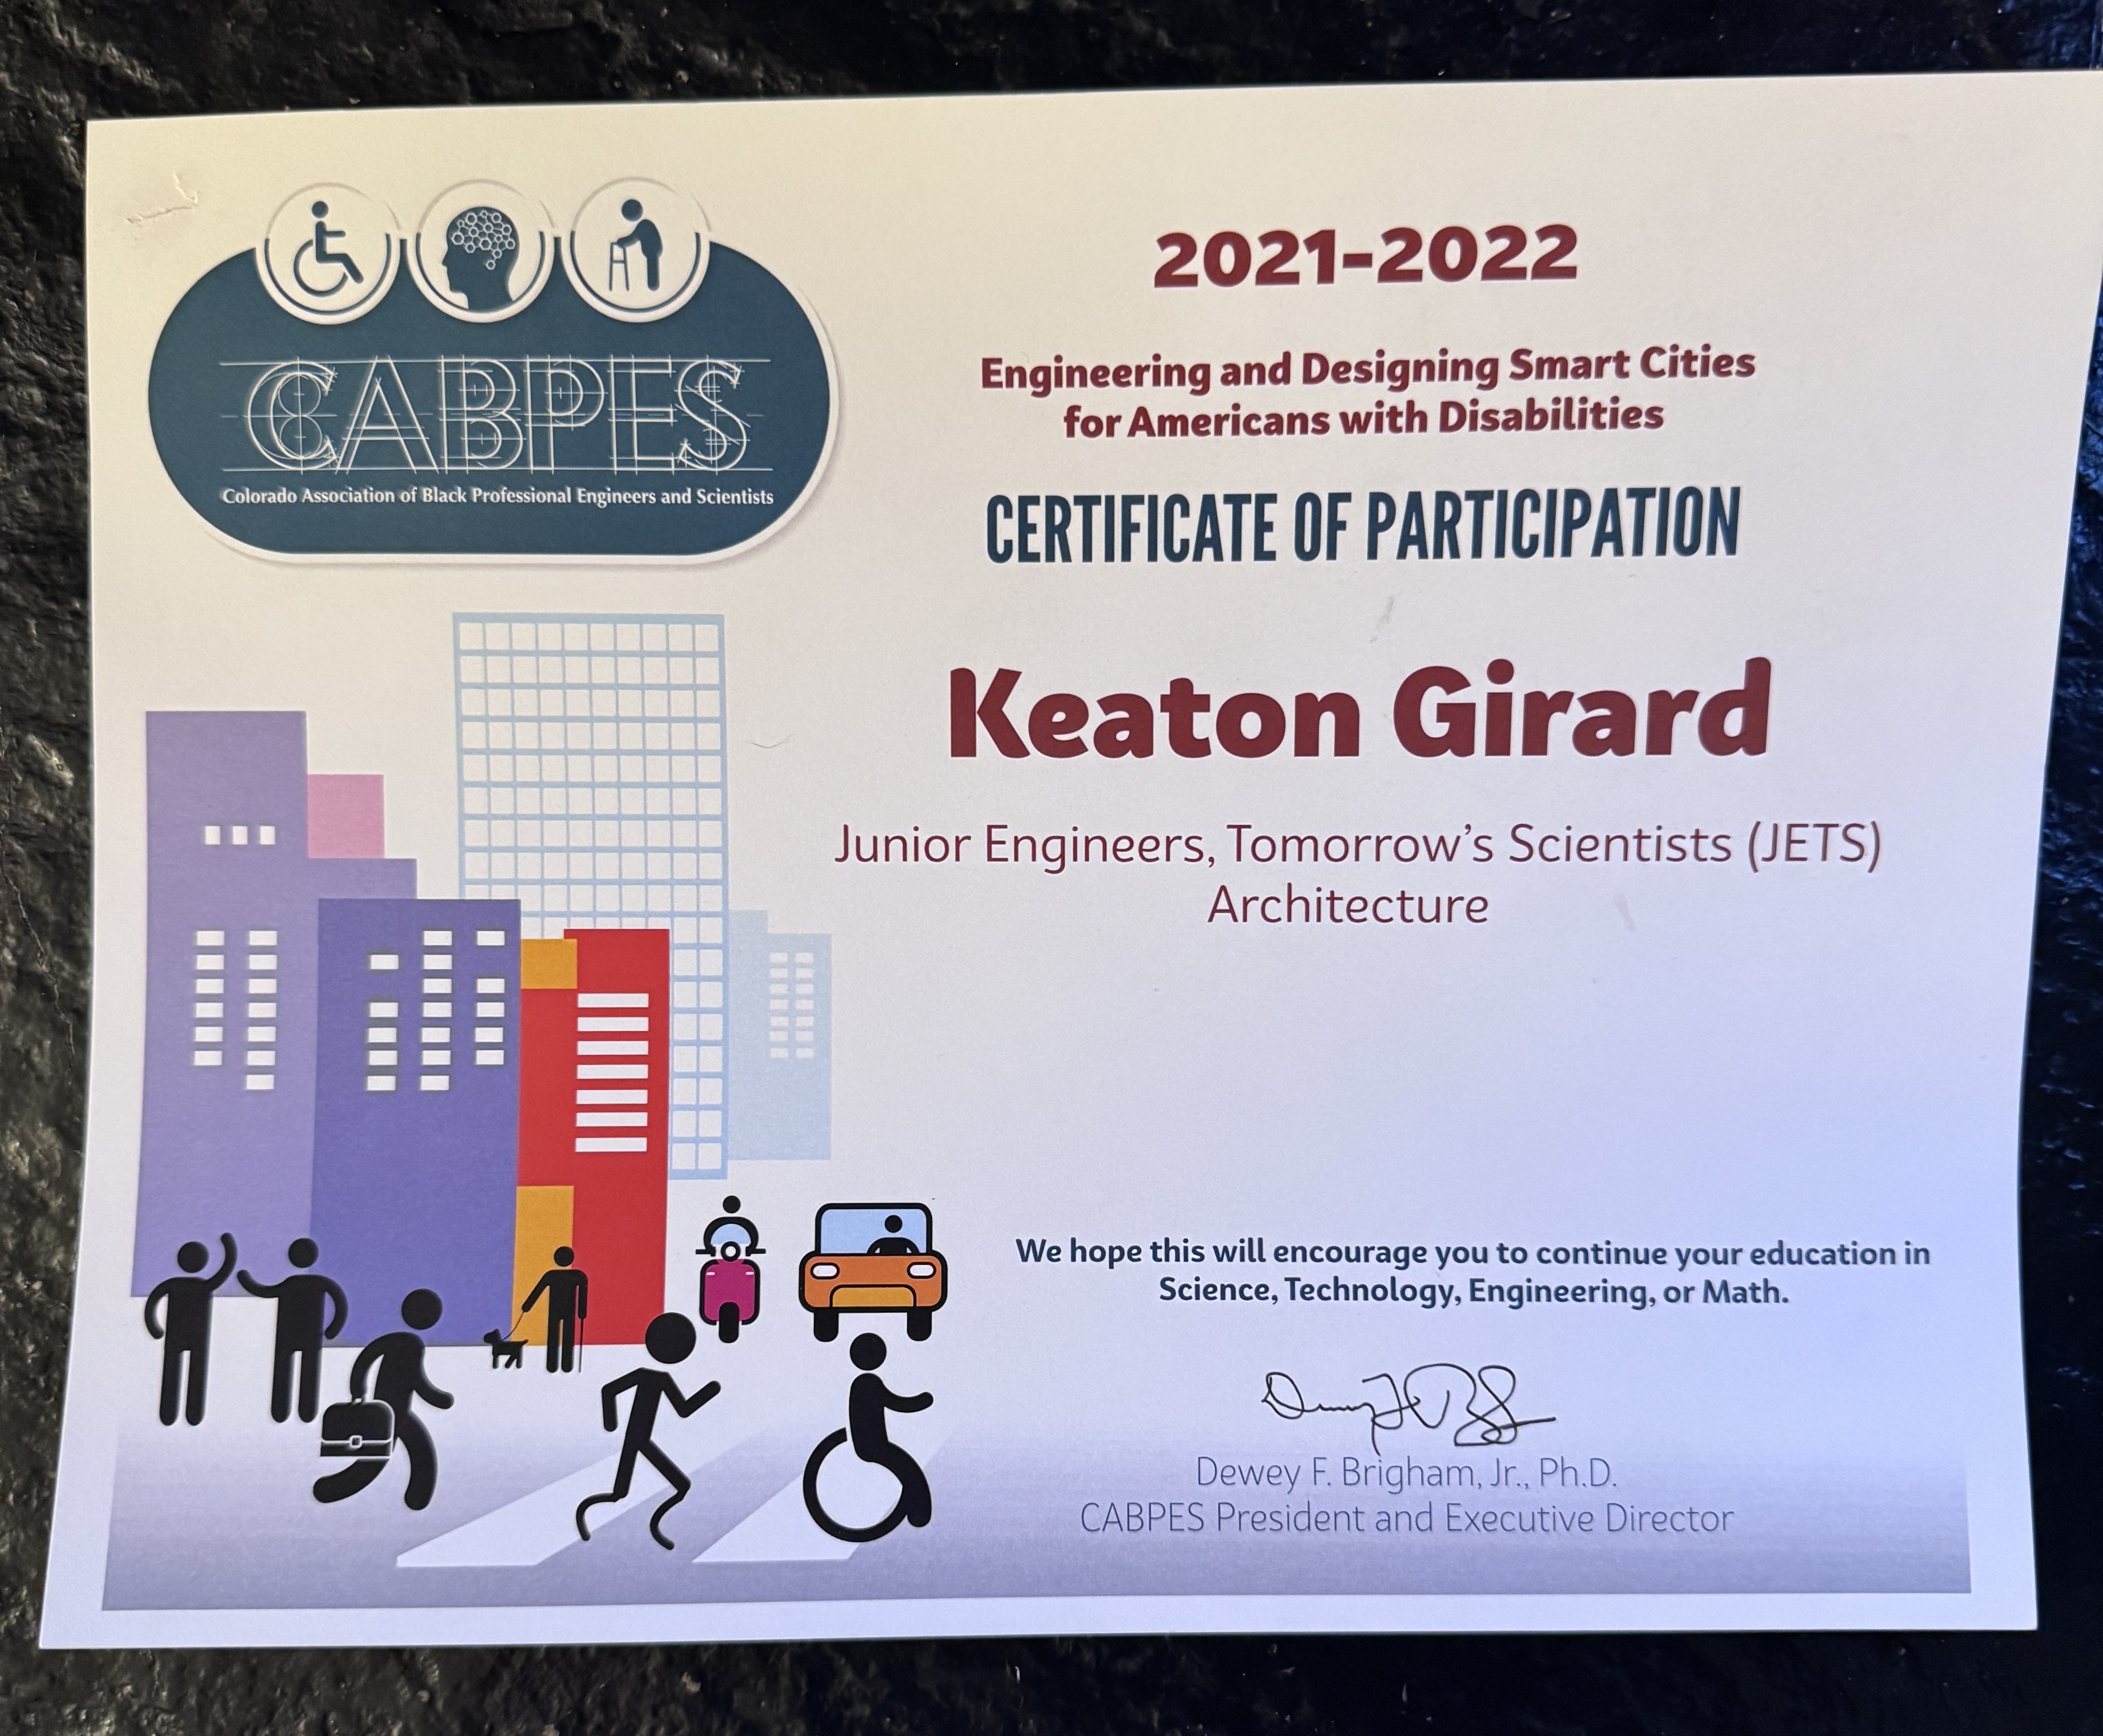 CABPES
Colorado Association of Black Professional Engineers and Scientists
2021-2022
Engineering and Designing Smart Cities
for Americans with Disabilities
CERTIFICATE OF PARTICIPATION
Keaton Girard
Junior Engineers, Tomorrow's Scientists (JETS)
Architecture
We hope this will encourage you to continue your education in
Science, Technology, Engineering, or Math.
Dewey F. Brigham, Jr., Ph.D.
CABPES President and Executive Director